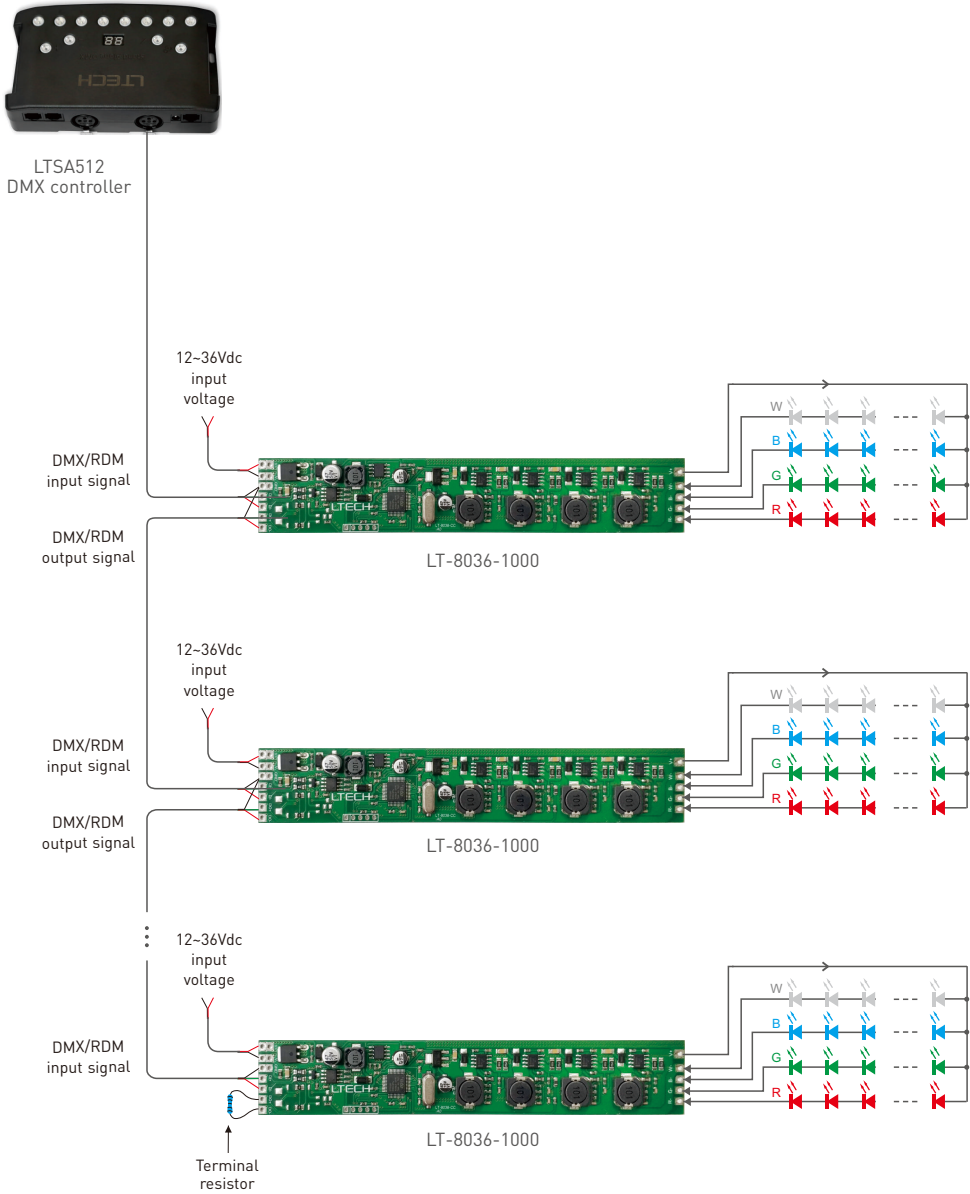 88
LTECH
LTSA512
DMX controller
12~36Vdc
input
voltage
DMX/RDM
input signal
DMX/RDM
output signal
LTECH
LT-8036-1000
W
B
G
R
12~36Vdc
input
voltage
DMX/RDM
input signal
DMX/RDM
output signal
LTECH
LT-8036-1000
W
B
G
R
12~36Vdc
input
voltage
DMX/RDM
input signal
LTECH
LT-8036-1000
W
B
G
R
Terminal
resistor